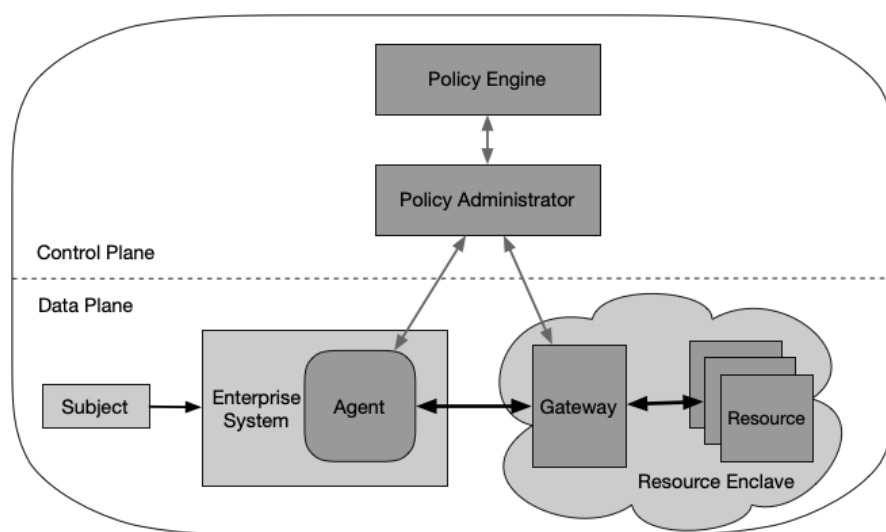 Policy Engine
Policy Administrator
Control Plane
Data Plane
Subject
Enterprise
System
Agent
Gateway
Resource
Resource Enclave